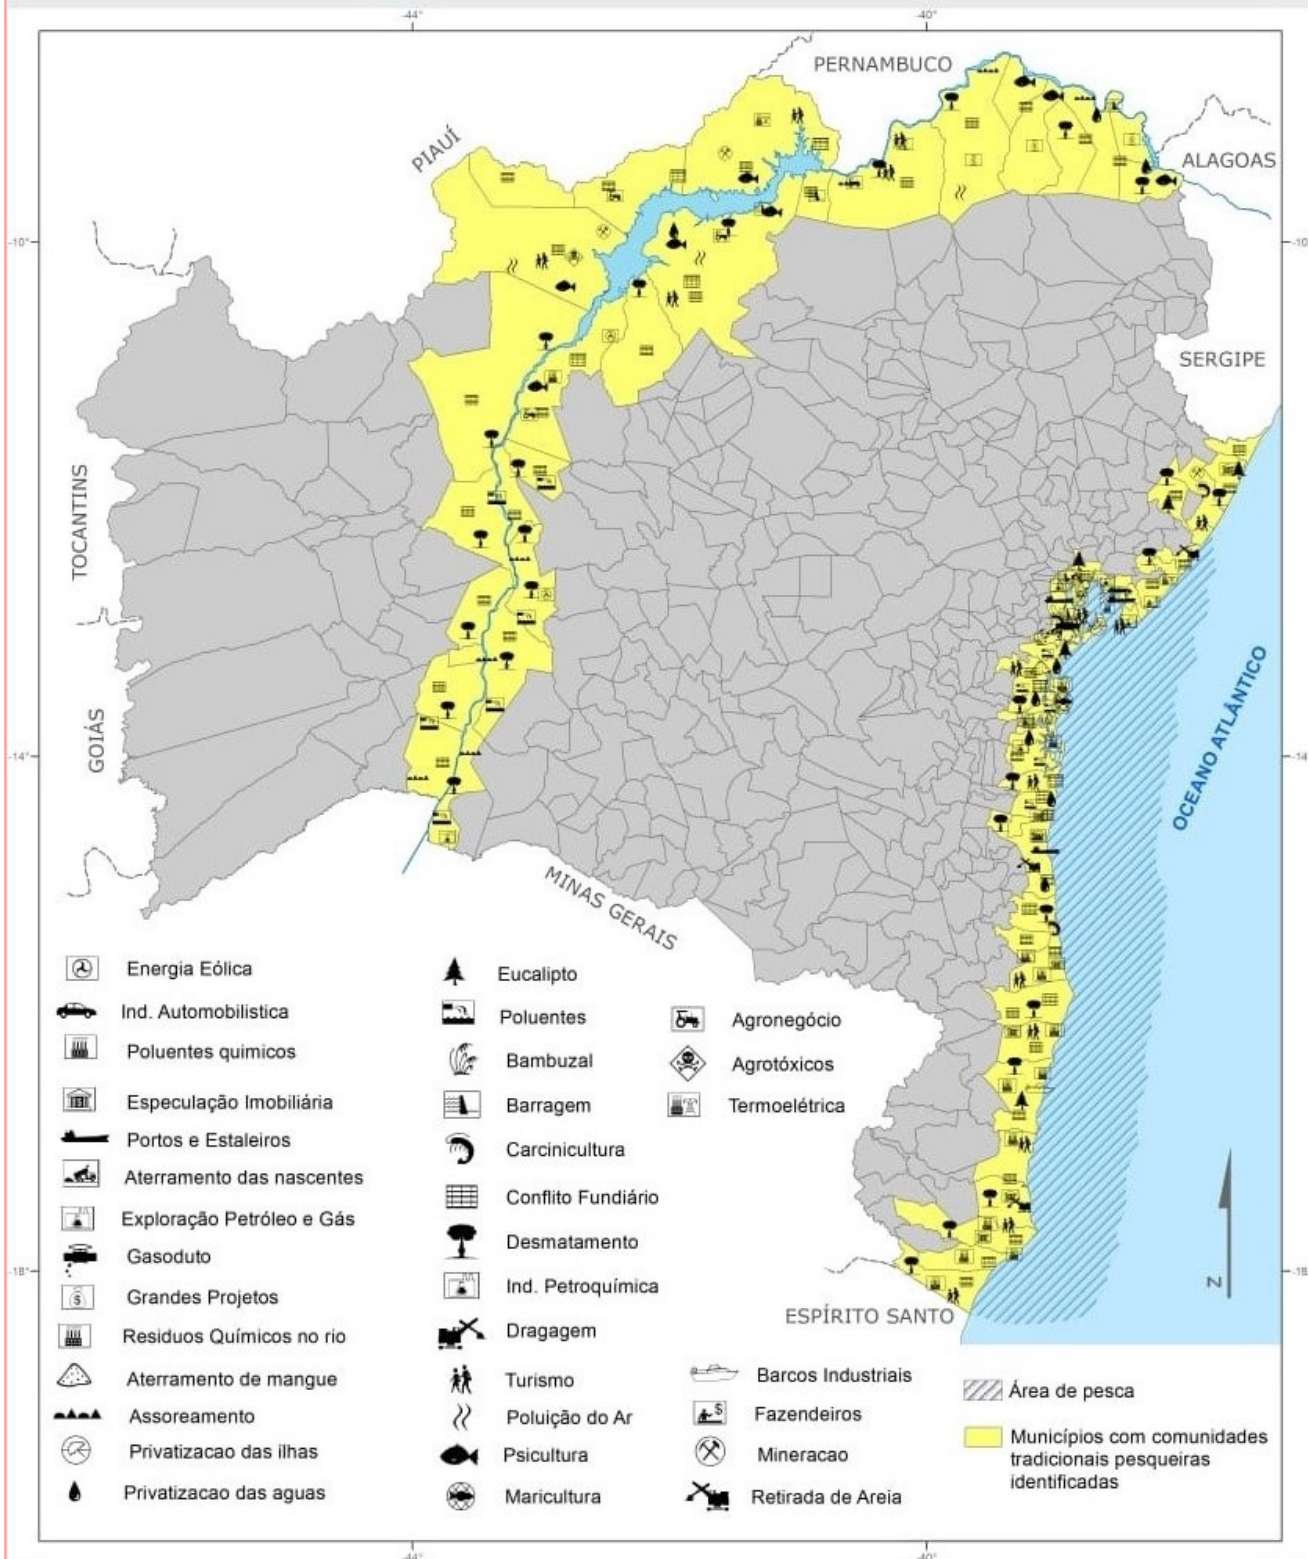 -44°
-40°
PERNAMBUCO
PIAUÍ
ALAGOAS
-10°
-10
SERGIPE
TOCANTINS
GOIÁS
OCEANO ATLÂNTICO
-14°
-14°
MINAS GERAIS
Energia Eólica
Ind. Automobilistica
Poluentes quimicos
Especulação Imobiliária
Portos e Estaleiros
Aterramento das nascentes
Exploração Petróleo e Gás
Gasoduto
Grandes Projetos
Residuos Químicos no rio
Aterramento de mangue
Assoreamento
Privatizacao das ilhas
Privatizacao das aguas
Eucalipto
Poluentes
Bambuzal
Barragem
Carcinicultura
Conflito Fundiário
Desmatamento
Ind. Petroquímica
Dragagem
Turismo
Poluição do Ar
Psicultura
Maricultura
Agronegócio
Agrotóxicos
Termoelétrica
Barcos Industriais
Fazendeiros
Mineracao
Retirada de Areia
-18°
-18
ESPÍRITO SANTO
N
Área de pesca
Municípios com comunidades
tradicionais pesqueiras
identificadas
-44°
-40°